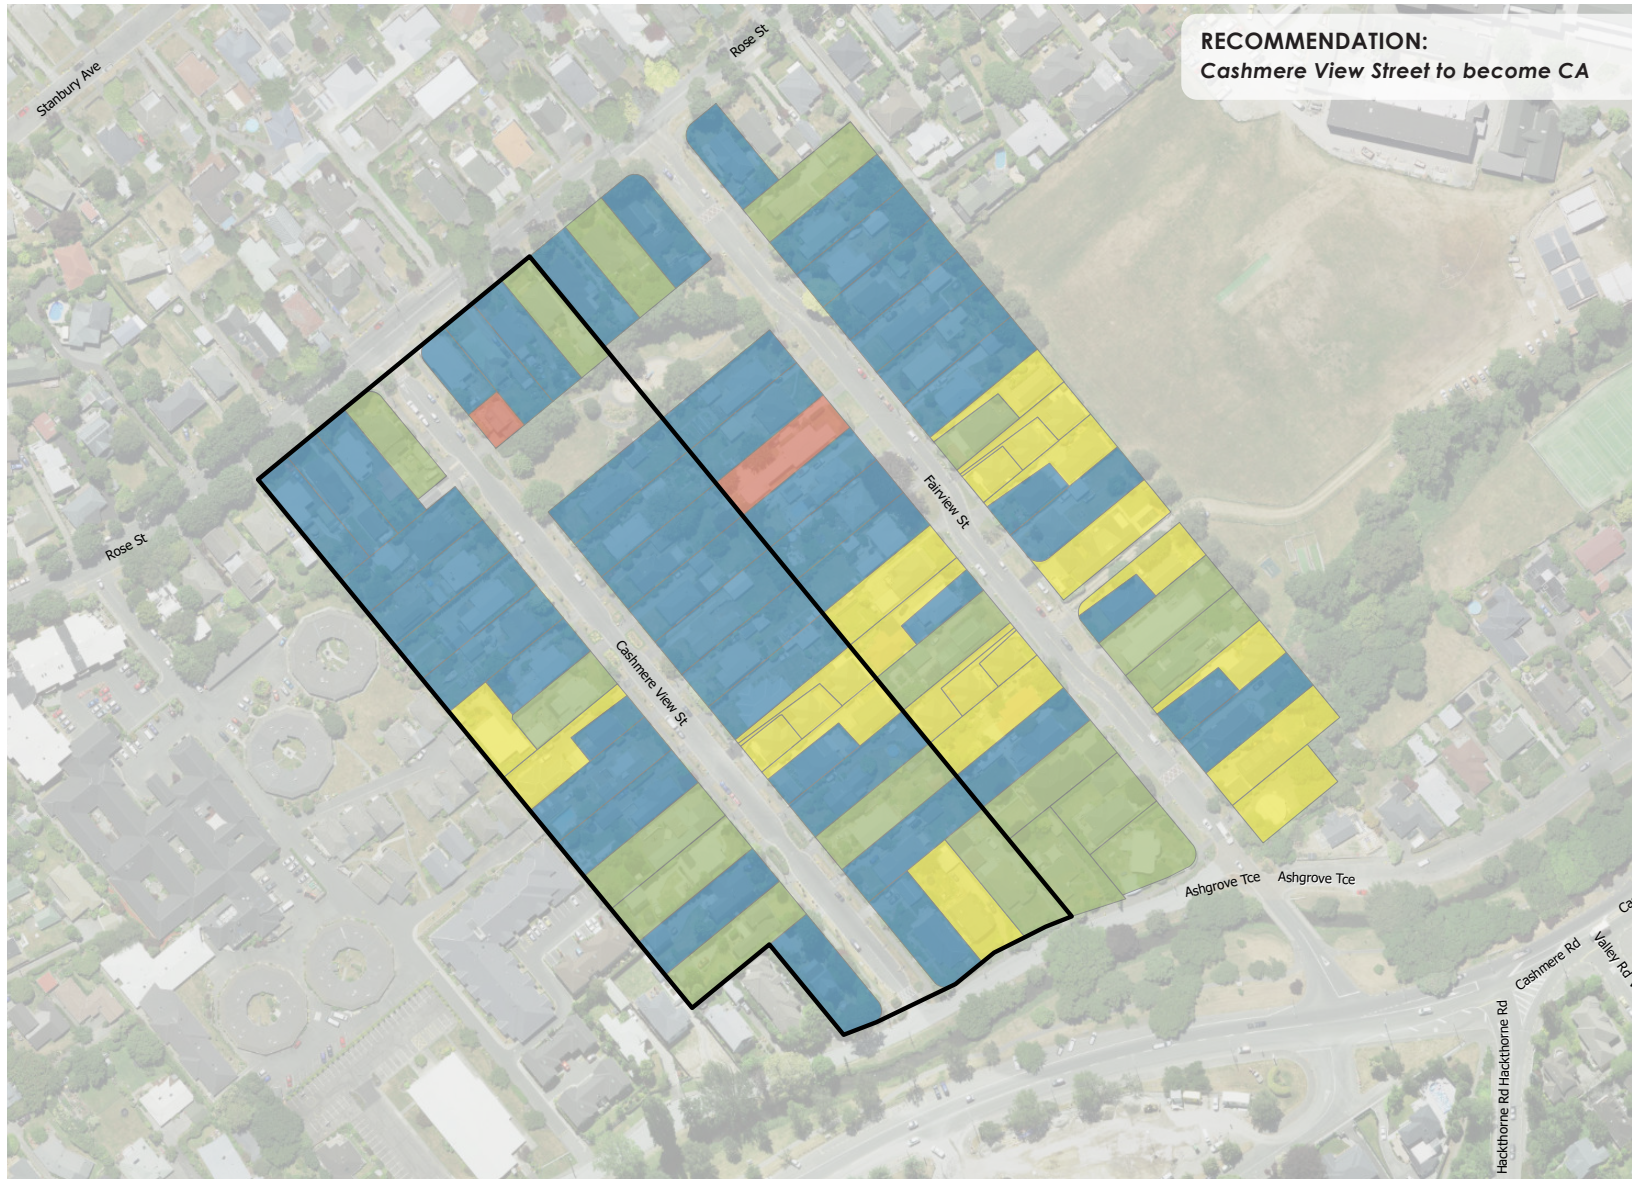 RECOMMENDATION:
Cashmere View Street to become CA
Stanbury Ave
Rose St
Rose St
Fairview St
Cashmere View St
Ashgrove Tce
Ashgrove Tce
Cashmere Rd
Valley Rd
Hackthorne Rd Hackthorne Rd